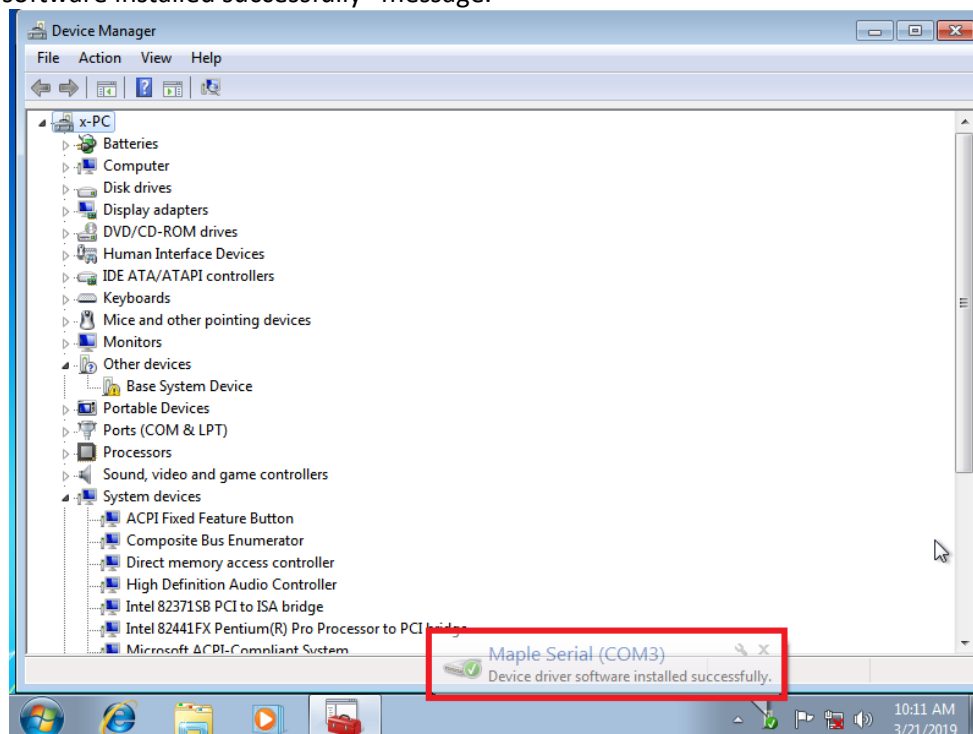 software installed successfully" message.
Device Manager
File Action View Help
x-PC
Batteries
Computer
Disk drives
Display adapters
DVD/CD-ROM drives
Human Interface Devices
IDE ATA/ATAPI controllers
Keyboards
Mice and other pointing devices
Monitors
Other devices
Base System Device
Portable Devices
Ports (COM & LPT)
Processors
Sound, video and game controllers
System devices
ACPI Fixed Feature Button
Composite Bus Enumerator
Direct memory access controller
High Definition Audio Controller
Intel 82371SB PCI to ISA bridge
Intel 82441FX Pentium(R) Pro Processor to PCI bridge
Microsoft ACPI-Compliant System
Maple Serial (COM3)
Device driver software installed successfully.
10:11 AM
3/21/2019